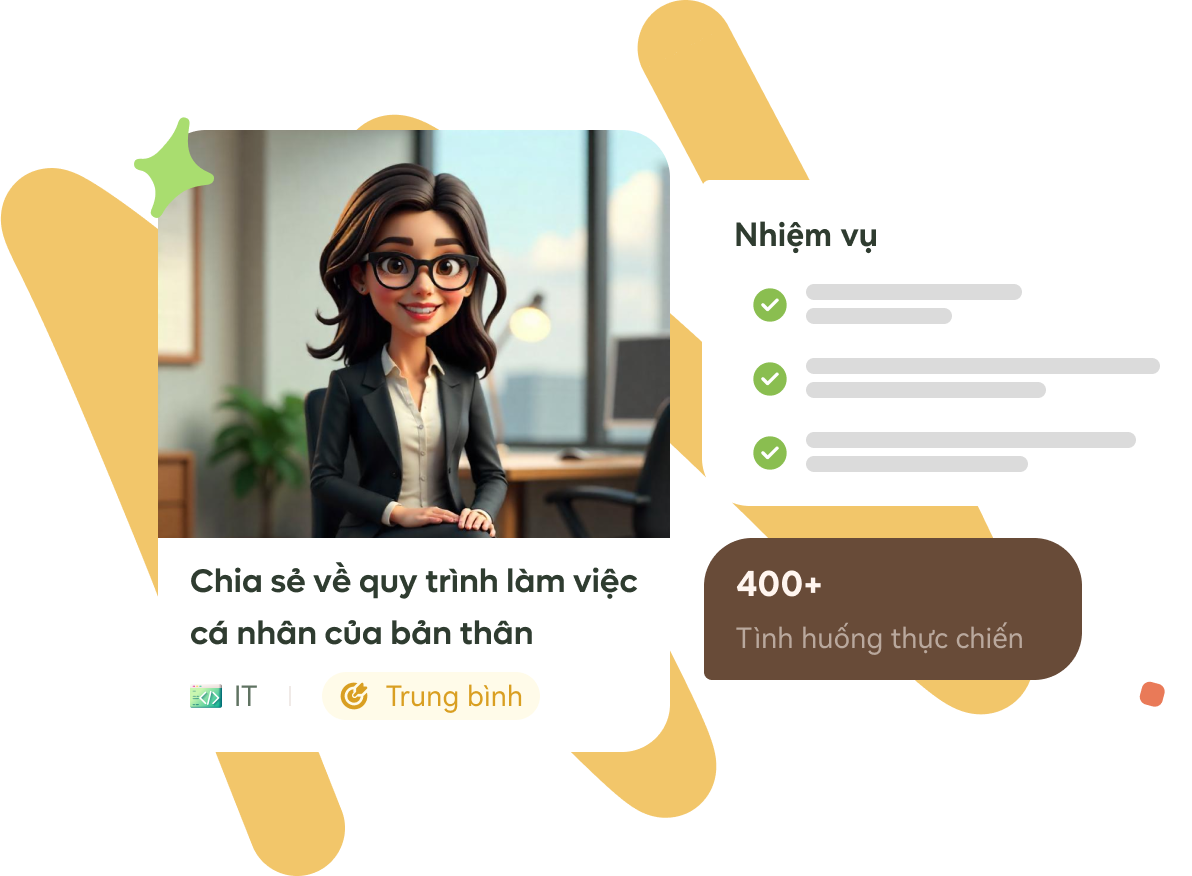 Nhiệm vụ
Chia sẻ về quy trình làm việc
cá nhân của bản thân
IT
Trung bình
400+
Tình huống thực chiến